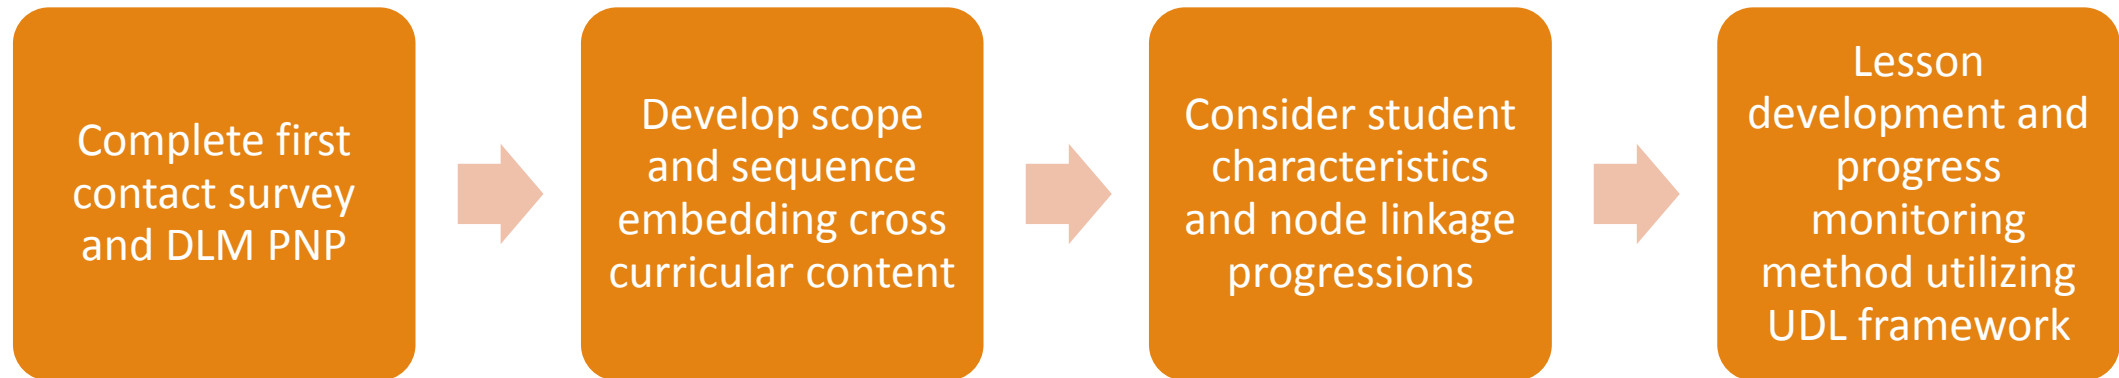 Complete first
contact survey
and DLM PNP
Develop scope
and sequence
embedding cross
curricular content
Consider student
characteristics
and node linkage
progressions
Lesson
development and
progress
monitoring
method utilizing
UDL framework